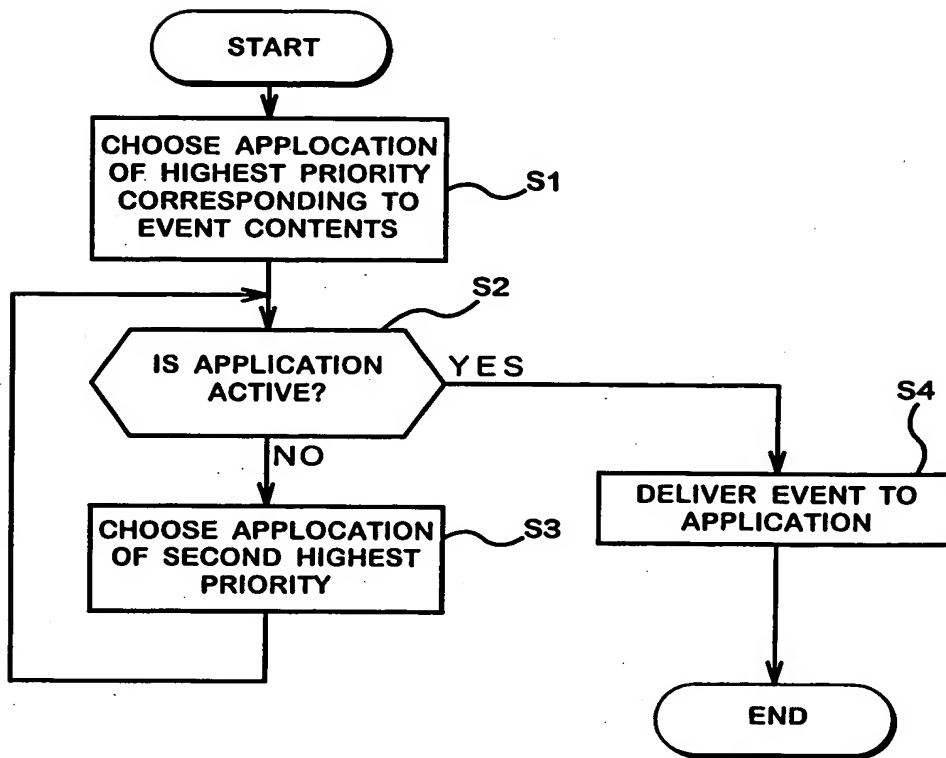 START
CHOOSE APPLOCATION
OF HIGHEST PRIORITY
CORRESPONDING TO
EVENT CONTENTS
S1
S2
IS APPLICATION
ACTIVE?
YES
NO
S4
DELIVER EVENT TO
APPLICATION
CHOOSE APPLOCATION
OF SECOND HIGHEST
PRIORITY
S3
END